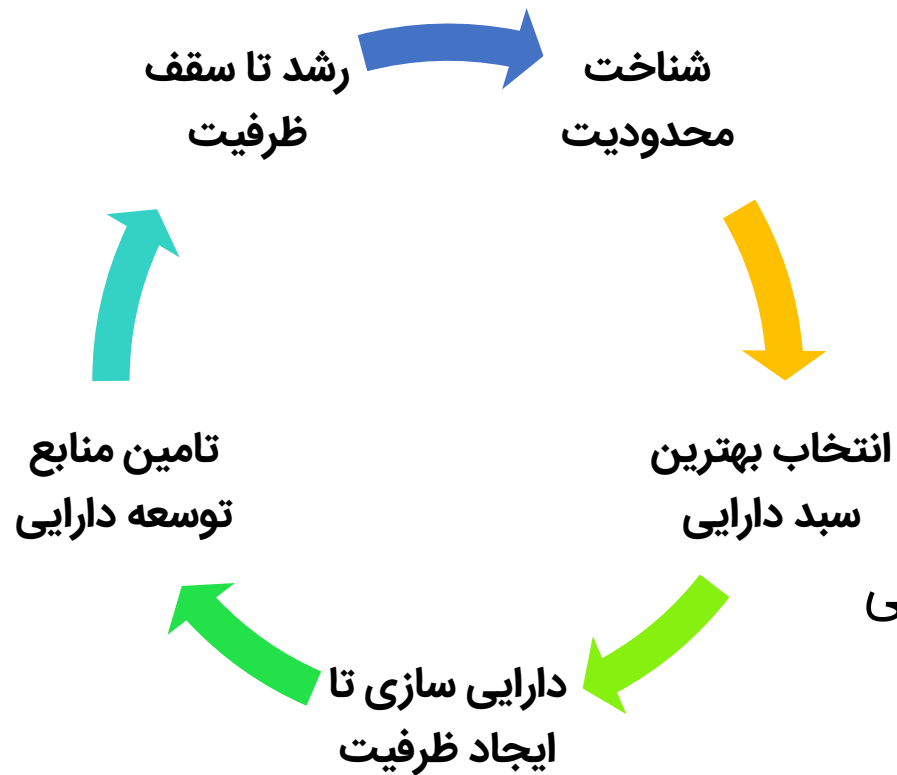 شناخت
محدودیت
انتخاب بهترین
سبد دارایی
دارایی سازی تا
ایجاد ظرفیت
تامین منابع
توسعه دارایی
رشد تا سقف
ظرفیت